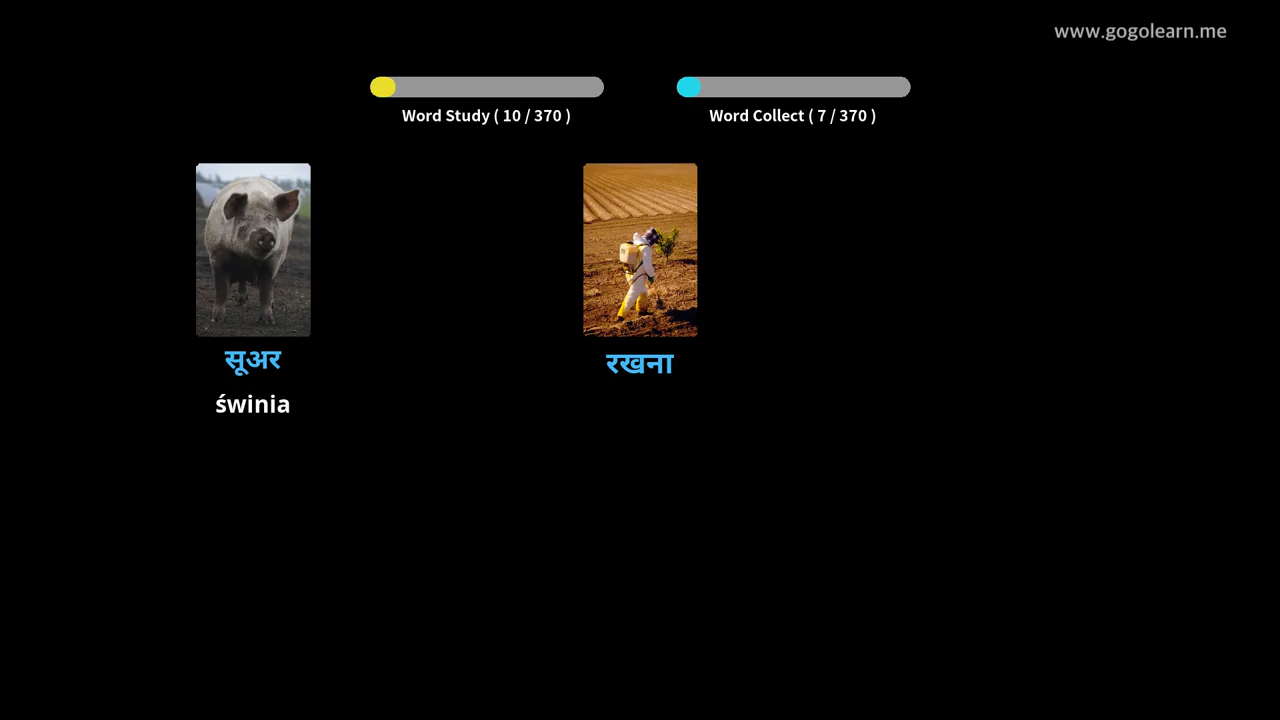 www.gogolearn.me
Word Study ( 10 / 370 )
Word Collect ( 7 / 370 )
सूअर
रखना
świnia